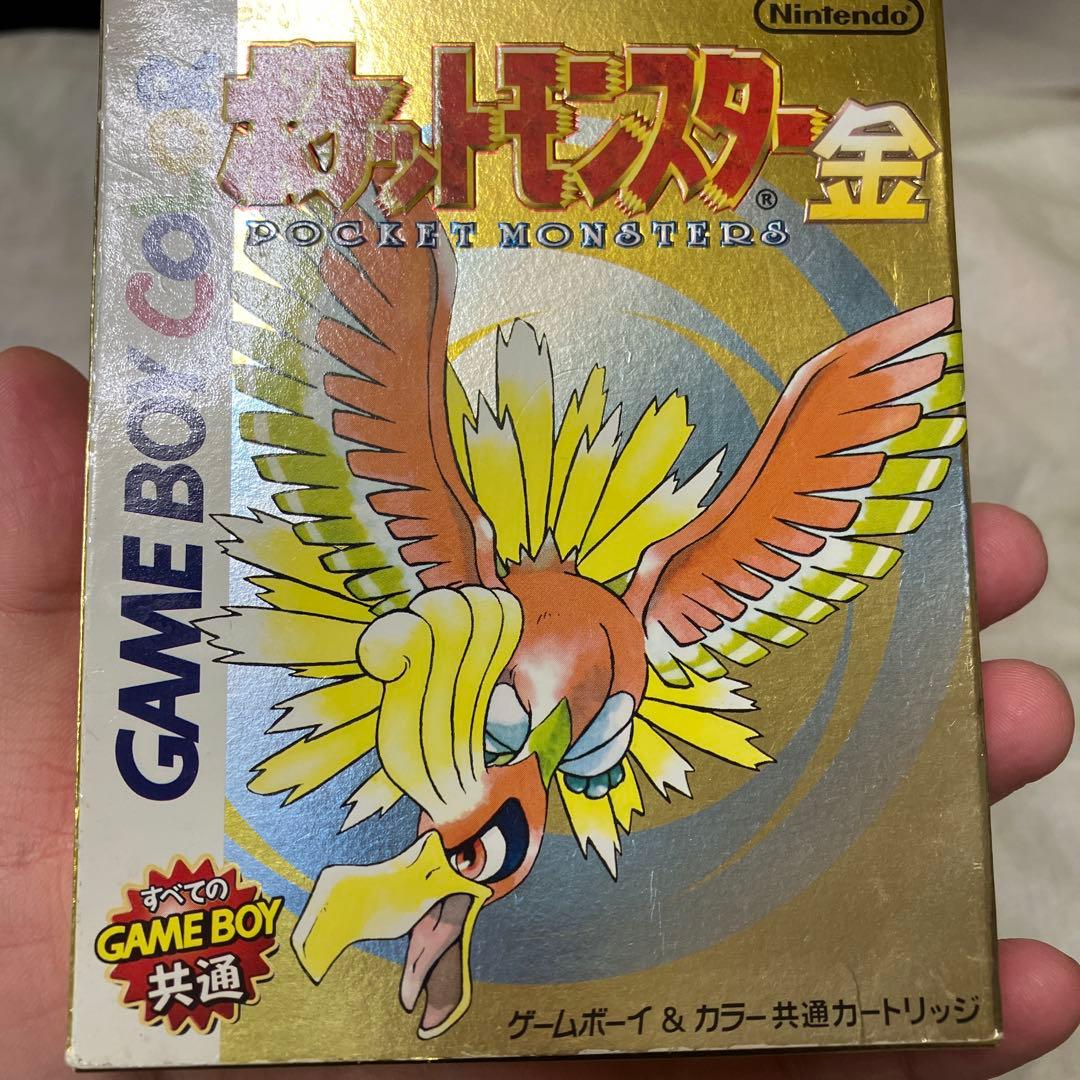 Nintendo
ポケットモンスター金
®
POCKET MONSTERS
GAME BOY COLOR
すべての
GAME BOY
共通
ゲームボーイ & カラー共通カートリッジ